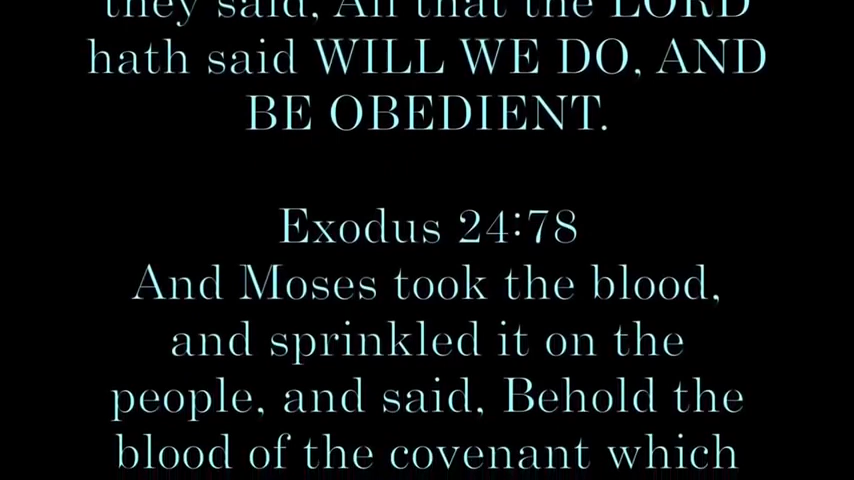 they said, All that the LORD
hath said WILL WE DO, AND
BE OBEDIENT.
Exodus 24:78
And Moses took the blood,
and sprinkled it on the
people, and said, Behold the
blood of the covenant which